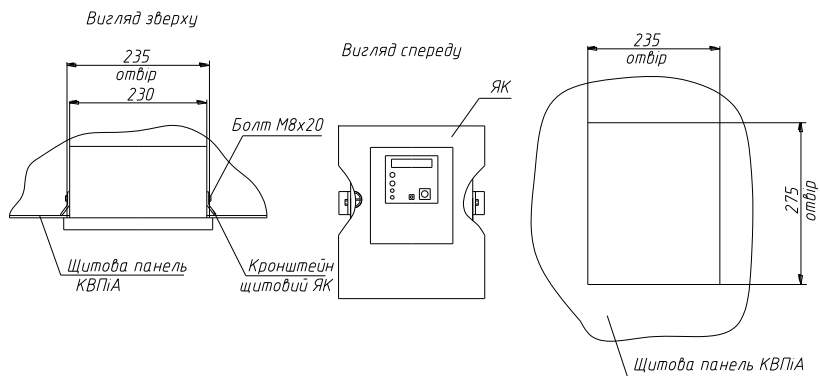 Вигляд зверху
235
отвір
230
Болт М8х20
Щитова панель
КВПіА
Кронштейн
щитовий ЯК
Вигляд спереду
ЯК
235
отвір
275
отвір
Щитова панель КВПіА